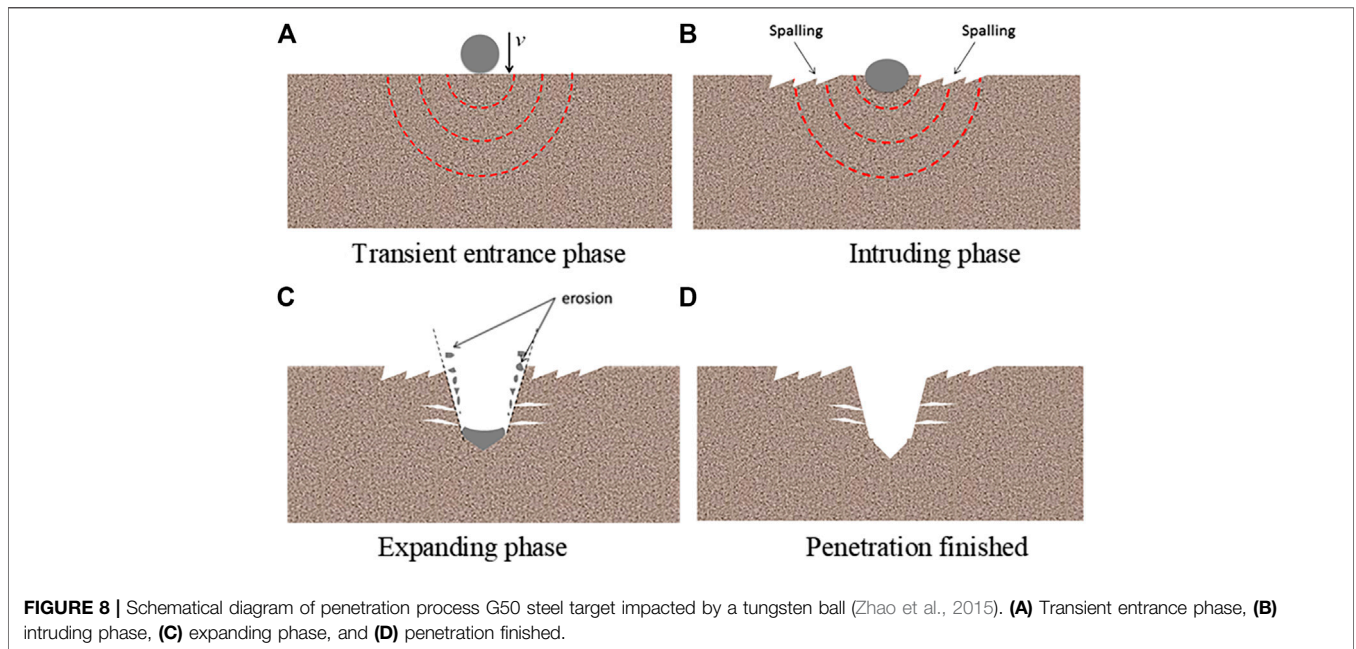 A
v
B
Spalling
Spalling
Transient entrance phase
Intruding phase
C
erosion
D
Expanding phase
Penetration finished
FIGURE 8 | Schematical diagram of penetration process G50 steel target impacted by a tungsten ball (Zhao et al., 2015). (A) Transient entrance phase, (B)
intruding phase, (C) expanding phase, and (D) penetration finished.